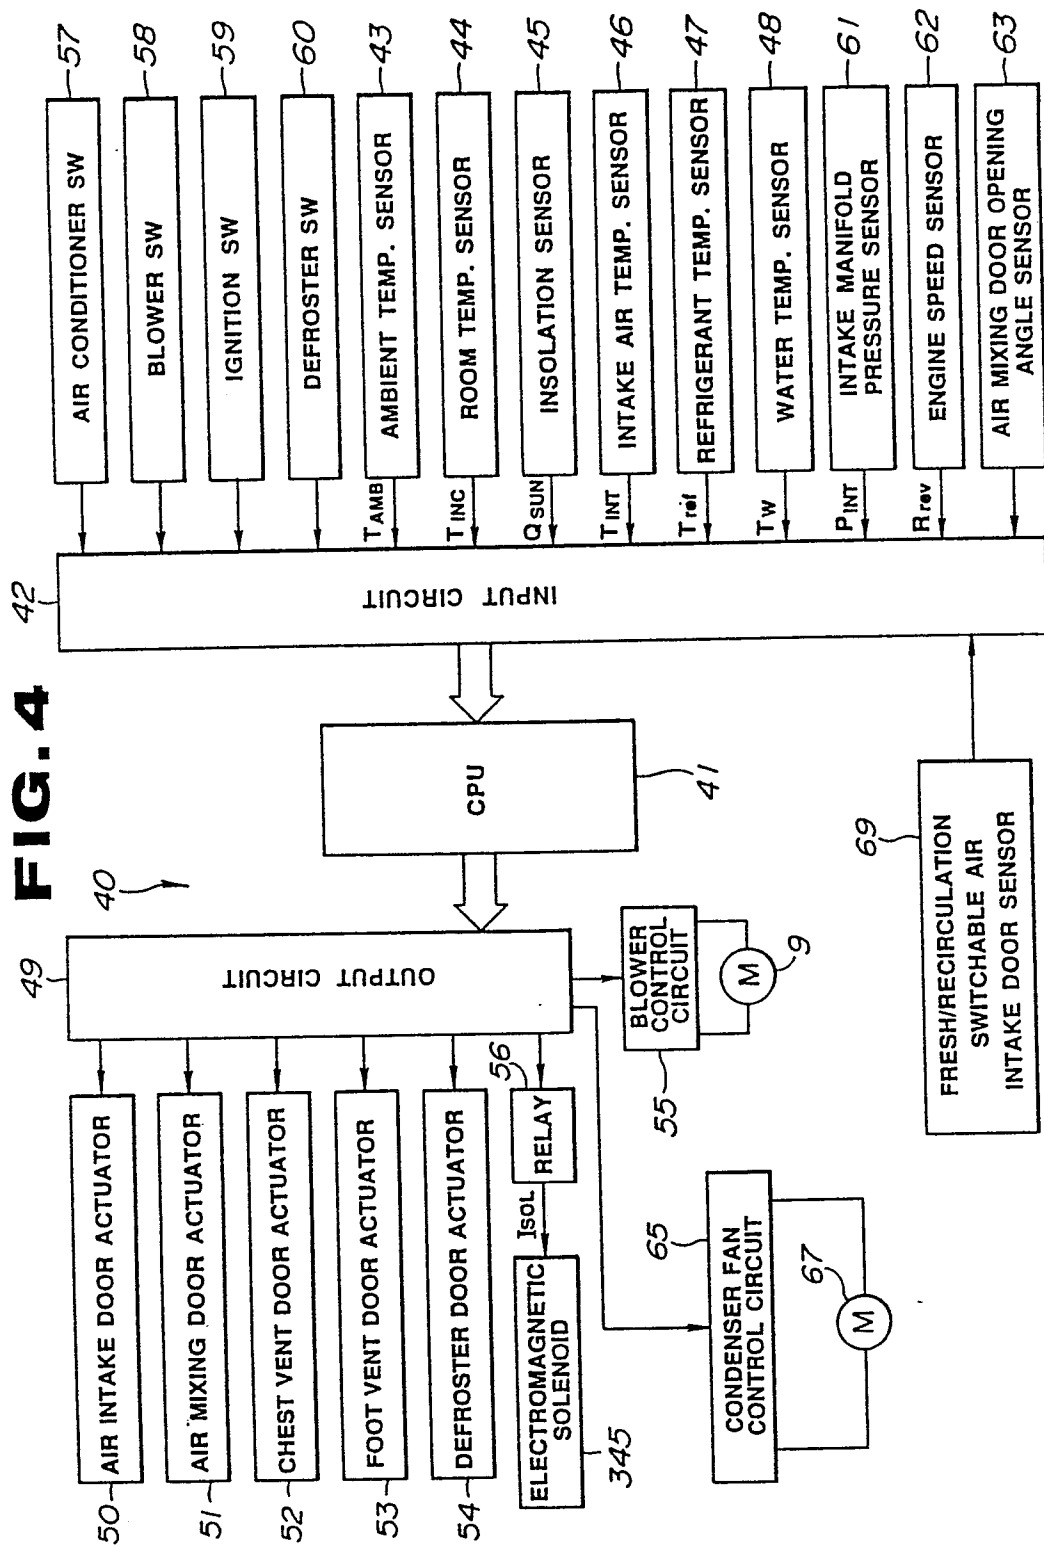 FIG.4
40
50
AIR INTAKE DOOR ACTUATOR
51
AIR MIXING DOOR ACTUATOR
52
CHEST VENT DOOR ACTUATOR
53
FOOT VENT DOOR ACTUATOR
54
DEFROSTER DOOR ACTUATOR
56
RELAY
ISOL
ELECTROMAGNETIC
SOLENOID
345
65
CONDENSER FAN
CONTROL CIRCUIT
67
M
49
OUTPUT CIRCUIT
BLOWER
CONTROL
CIRCUIT
55
M
9
CPU
41
42
INPUT CIRCUIT
69
FRESH/RECIRCULATION
SWITCHABLE AIR
INTAKE DOOR SENSOR
AIR CONDITIONER SW
57
BLOWER SW
58
IGNITION SW
59
DEFROSTER SW
60
TAMB
AMBIENT TEMP. SENSOR
43
TINC
ROOM TEMP. SENSOR
44
QSUN
INSOLATION SENSOR
45
TINT
INTAKE AIR TEMP. SENSOR
46
Tref
REFRIGERANT TEMP. SENSOR
47
TW
WATER TEMP. SENSOR
48
PINT
INTAKE MANIFOLD
PRESSURE SENSOR
61
Rrev
ENGINE SPEED SENSOR
62
AIR MIXING DOOR OPENING
ANGLE SENSOR
63